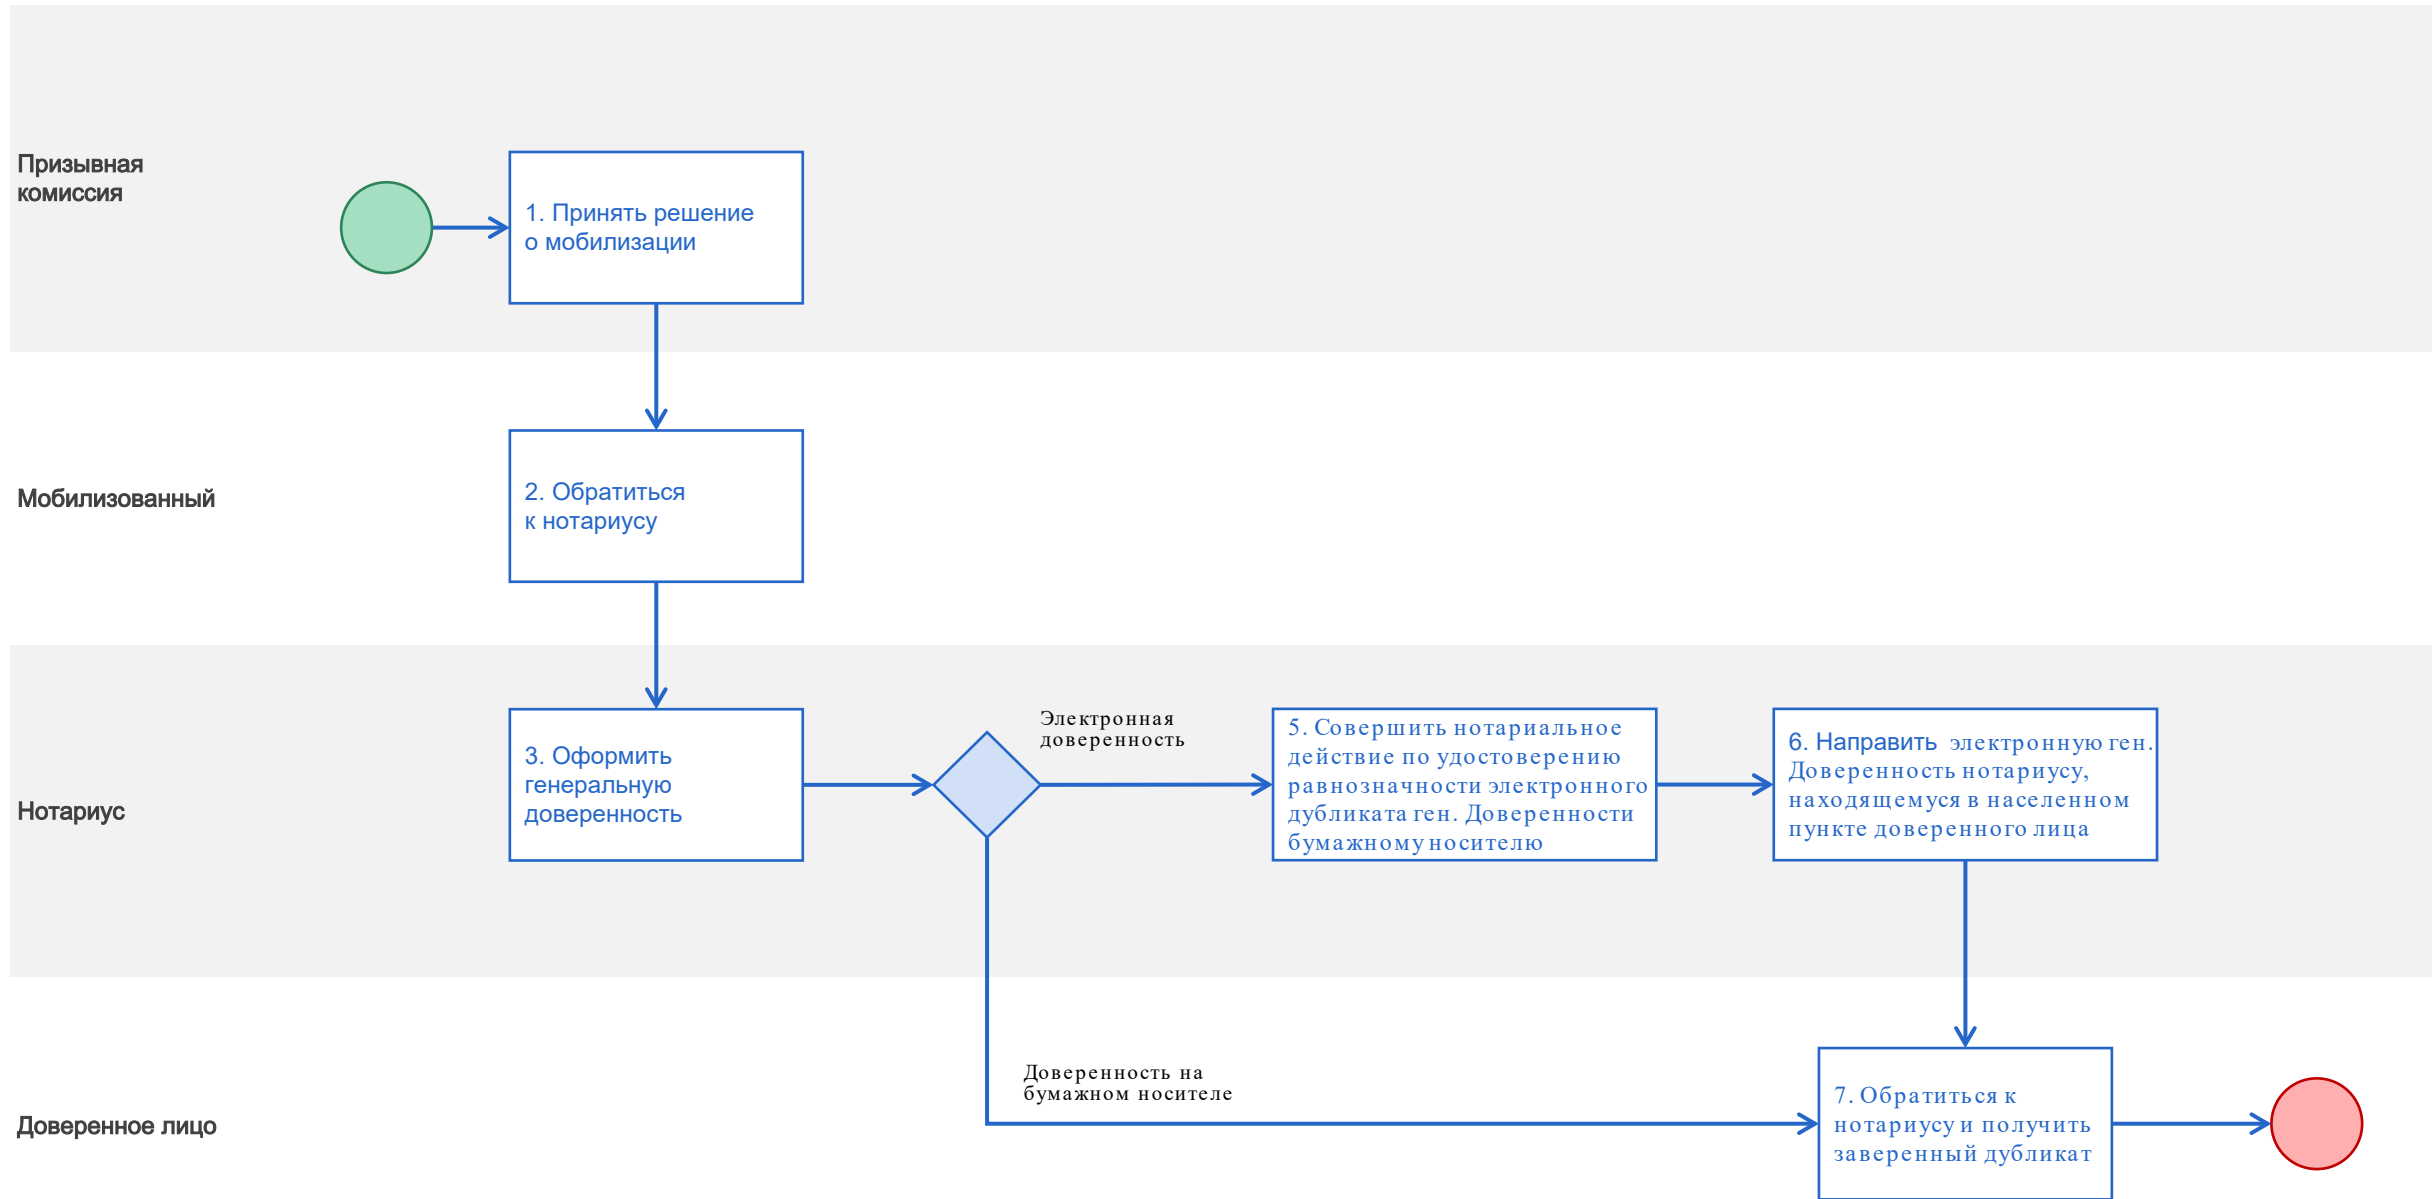 Призывная
комиссия
1. Принять решение
о мобилизации
Мобилизованный
2. Обратиться
к нотариусу
Нотариус
3. Оформить
генеральную
доверенность
Электронная
доверенность
5. Совершить нотариальное
действие по удостоверению
равнозначности электронного
дубликата ген. Доверенности
бумажному носителю
6. Направить электронную ген.
Доверенность нотариусу,
находящемуся в населенном
пункте доверенного лица
Доверенность на
бумажном носителе
Доверенное лицо
7. Обратиться к
нотариусу и получить
заверенный дубликат